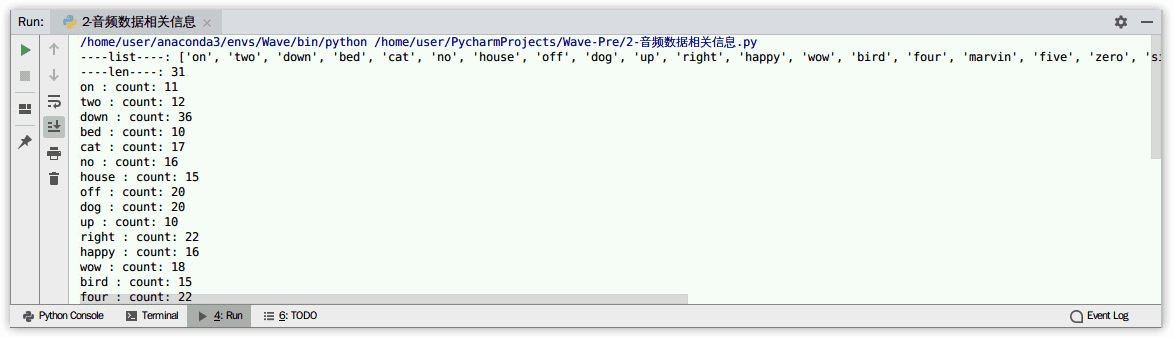 Run: 2-音频数据相关信息
/home/user/anaconda3/envs/Wave/bin/python /home/user/PycharmProjects/Wave-Pre/2-音频数据相关信息.py
----list----: ['on', 'two', 'down', 'bed', 'cat', 'no', 'house', 'off', 'dog', 'up', 'right', 'happy', 'wow', 'bird', 'four', 'marvin', 'five', 'zero', 'si
----len----: 31
on : count: 11
two : count: 12
down : count: 36
bed : count: 10
cat : count: 17
no : count: 16
house : count: 15
off : count: 20
dog : count: 20
up : count: 10
right : count: 22
happy : count: 16
wow : count: 18
bird : count: 15
four : count: 22
Python Console Terminal 4: Run 6: TODO Event Log